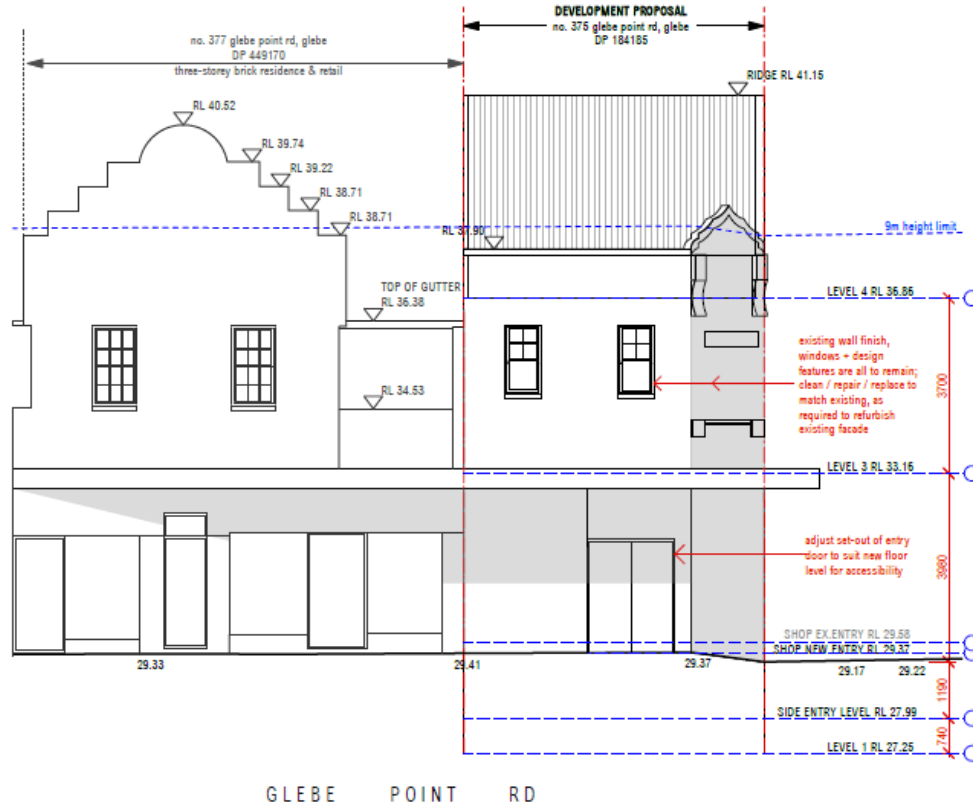 DEVELOPMENT PROPOSAL
no. 375 glebe point rd, glebe
DP 184185
no. 377 glebe point rd, glebe
DP 449170
three-storey brick residence & retail
RIDGE RL 41.15
RL 40.52
RL 39.74
RL 39.22
RL 38.71
RL 38.71
9m height limit
RL 37.90
TOP OF GUTTER
RL 36.38
LEVEL 4 RL 36.86
existing wall finish,
windows + design
features are all to remain;
clean / repair / replace to
match existing, as
required to refurbish
existing facade
3700
RL 34.53
LEVEL 3 RL 33.16
adjust set-out of entry
door to suit new floor
level for accessibility
3980
SHOP EX.ENTRY RL 29.58
SHOP NEW ENTRY RL 29.37
29.33
29.41
29.37
29.17
29.22
1190
SIDE ENTRY LEVEL RL 27.99
740
LEVEL 1 RL 27.25
GLEBE POINT RD